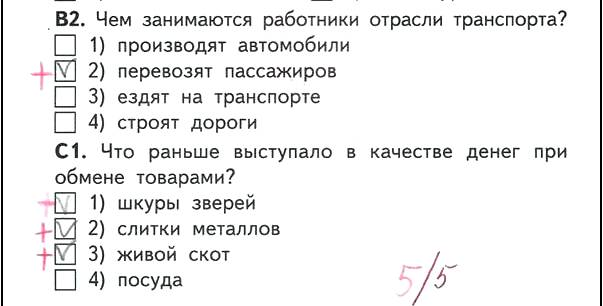 В2. Чем занимаются работники отрасли транспорта?
1) производят автомобили
+ ✓ 2) перевозят пассажиров
3) ездят на транспорте
4) строят дороги
С1. Что раньше выступало в качестве денег при
обмене товарами?
+ ✓ 1) шкуры зверей
+ ✓ 2) слитки металлов
+ ✓ 3) живой скот
4) посуда
5/5